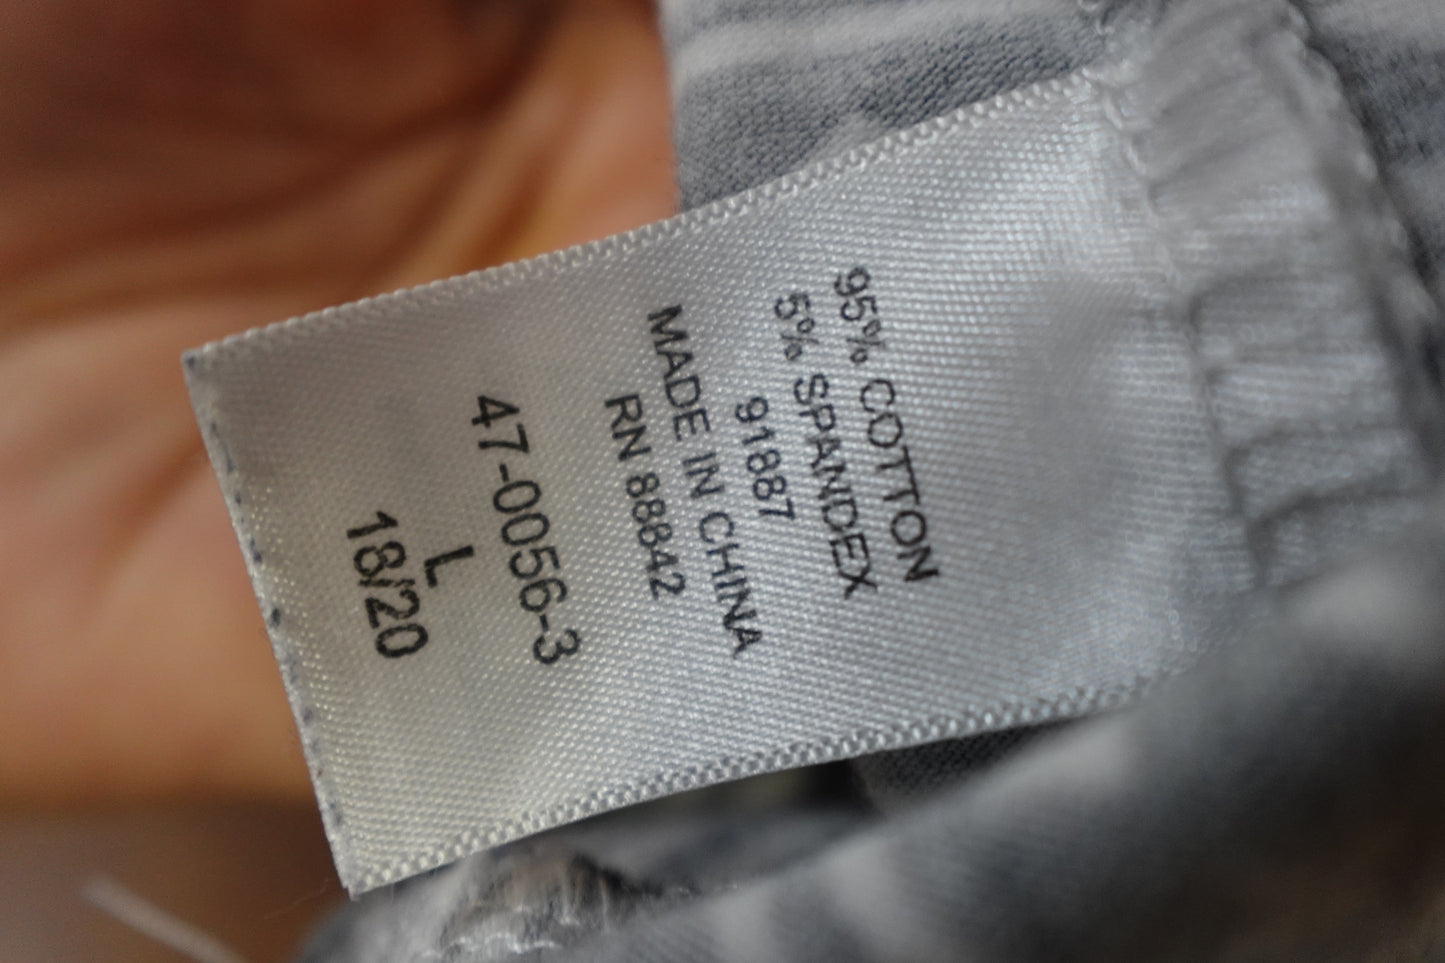 95% COTTON
5% SPANDEX
91887
MADE IN CHINA
RN 88842
47-0056-3
L
18/20